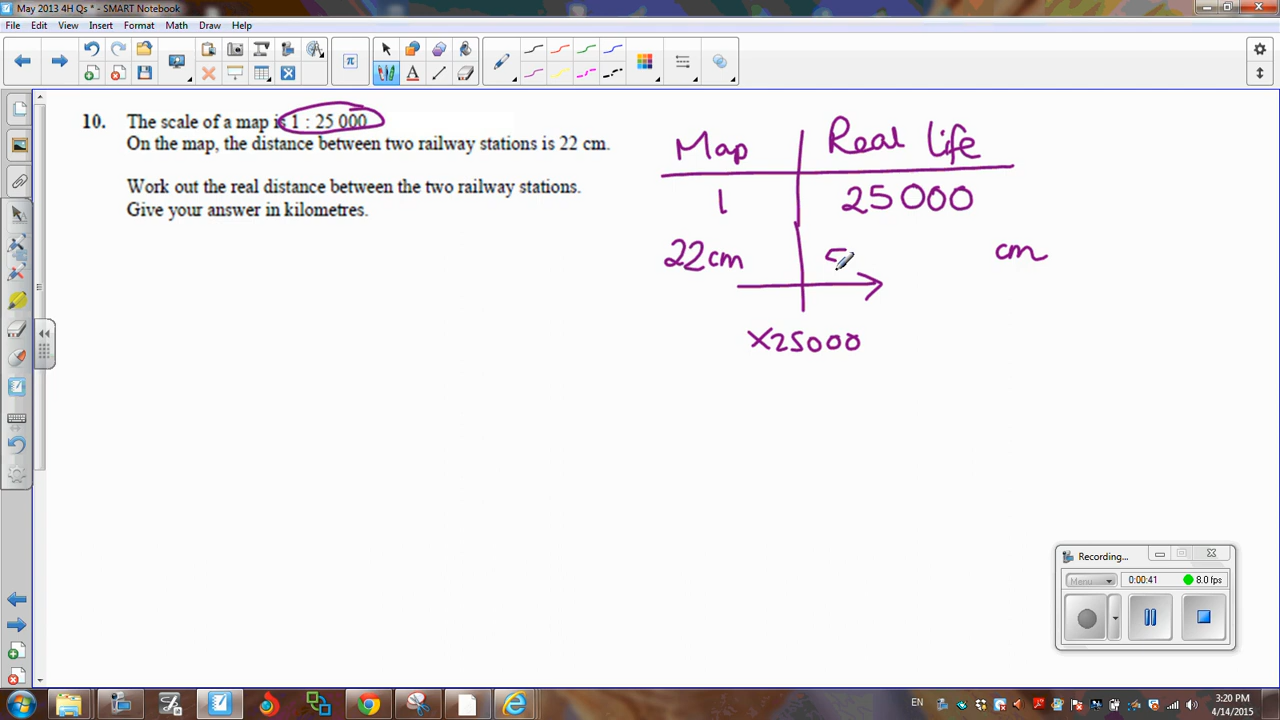 May 2013 4H Qs * - SMART Notebook
File Edit View Insert Format Math Draw Help
10. The scale of a map is 1 : 25 000
On the map, the distance between two railway stations is 22 cm.
Work out the real distance between the two railway stations.
Give your answer in kilometres.
Map Real life
1 25000
22cm 5 cm
×25000
Recording...
Menu 0:00:41 8.0 fps
EN 3:20 PM
4/14/2015